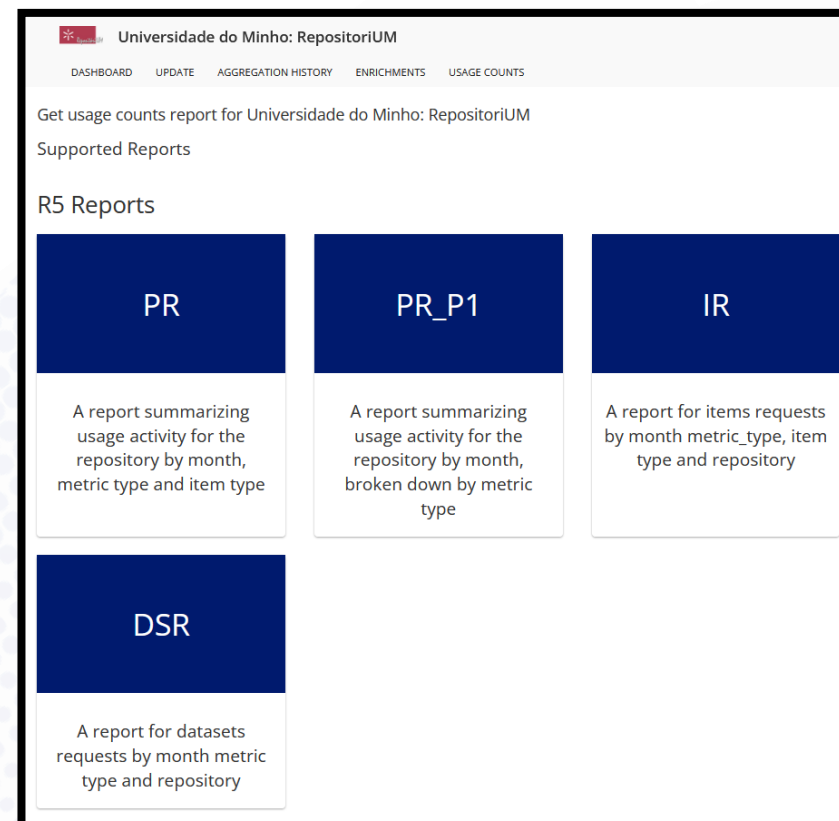 Universidade do Minho: RepositoriUM
DASHBOARD UPDATE AGGREGATION HISTORY ENRICHMENTS USAGE COUNTS
Get usage counts report for Universidade do Minho: RepositoriUM
Supported Reports
R5 Reports
PR
A report summarizing
usage activity for the
repository by month,
metric type and item type
PR_P1
A report summarizing
usage activity for the
repository by month,
broken down by metric
type
IR
A report for items requests
by month metric_type, item
type and repository
DSR
A report for datasets
requests by month metric
type and repository